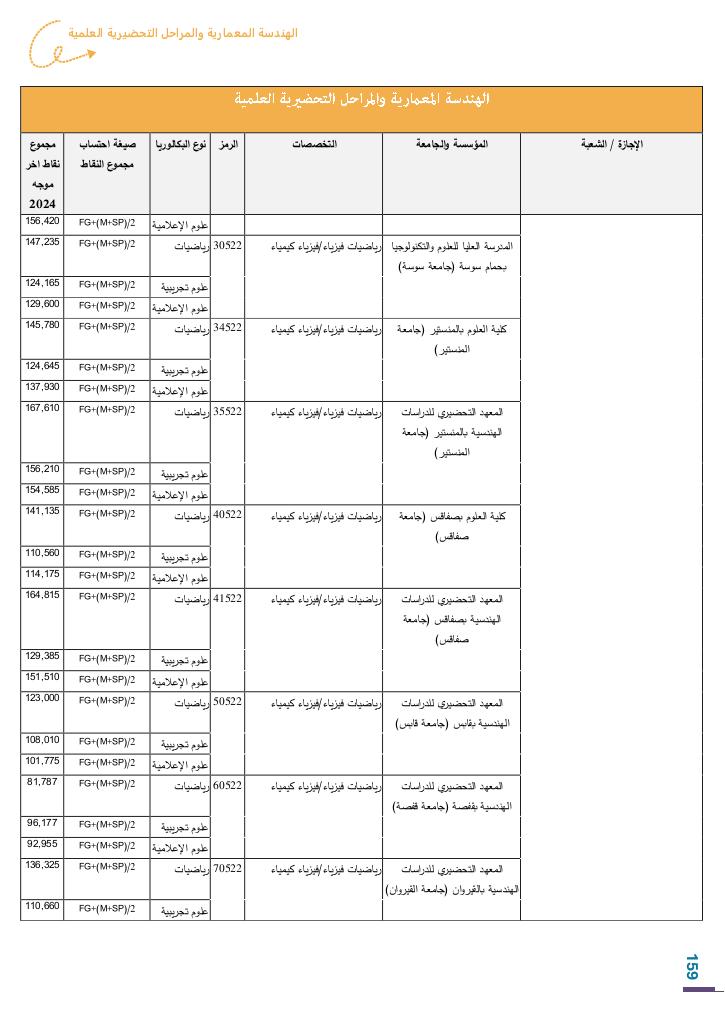 الهندسة المعمارية والمراحل التحضيرية العلمية
الهندسة المعمارية والمراحل التحضيرية العلمية
الإجازة / الشعبة المؤسسة والجامعة التخصصات الرمز نوع البكالوريا صيغة احتساب مجموع
مجموع النقاط نقاط اخر
موجه
2024
علوم الإعلامية FG+(M+SP)/2 156,420
المدرسة العليا للعلوم والتكنولوجيا رياضيات فيزياء/فيزياء كيمياء 30522 رياضيات FG+(M+SP)/2 147,235
بحمام سوسة (جامعة سوسة)
علوم تجريبية FG+(M+SP)/2 124,165
علوم الإعلامية FG+(M+SP)/2 129,600
كلية العلوم بالمنستير (جامعة رياضيات فيزياء/فيزياء كيمياء 34522 رياضيات FG+(M+SP)/2 145,780
المنستير)
علوم تجريبية FG+(M+SP)/2 124,645
علوم الإعلامية FG+(M+SP)/2 137,930
المعهد التحضيري للدراسات رياضيات فيزياء/فيزياء كيمياء 35522 رياضيات FG+(M+SP)/2 167,610
الهندسية بالمنستير (جامعة
المنستير)
علوم تجريبية FG+(M+SP)/2 156,210
علوم الإعلامية FG+(M+SP)/2 154,585
كلية العلوم بصفاقس (جامعة رياضيات فيزياء/فيزياء كيمياء 40522 رياضيات FG+(M+SP)/2 141,135
صفاقس)
علوم تجريبية FG+(M+SP)/2 110,560
علوم الإعلامية FG+(M+SP)/2 114,175
المعهد التحضيري للدراسات رياضيات فيزياء/فيزياء كيمياء 41522 رياضيات FG+(M+SP)/2 164,815
الهندسية بصفاقس (جامعة
صفاقس)
علوم تجريبية FG+(M+SP)/2 129,385
علوم الإعلامية FG+(M+SP)/2 151,510
المعهد التحضيري للدراسات رياضيات فيزياء/فيزياء كيمياء 50522 رياضيات FG+(M+SP)/2 123,000
الهندسية بقابس (جامعة قابس)
علوم تجريبية FG+(M+SP)/2 108,010
علوم الإعلامية FG+(M+SP)/2 101,775
المعهد التحضيري للدراسات رياضيات فيزياء/فيزياء كيمياء 60522 رياضيات FG+(M+SP)/2 81,787
الهندسية بقفصة (جامعة قفصة)
علوم تجريبية FG+(M+SP)/2 96,177
علوم الإعلامية FG+(M+SP)/2 92,955
المعهد التحضيري للدراسات رياضيات فيزياء/فيزياء كيمياء 70522 رياضيات FG+(M+SP)/2 136,325
الهندسية بالقيروان (جامعة القيروان)
علوم تجريبية FG+(M+SP)/2 110,660
159